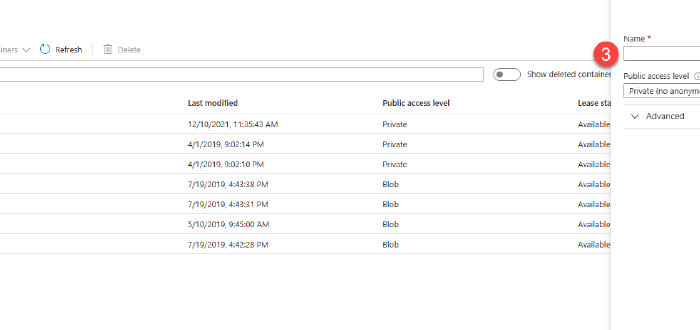 Refresh Delete
Name *
3
Show deleted
Public access level
Private (no
Advanced
Last modified Public access level Lease
12/10/2021, 11:35:43 AM Private Available
4/1/2019, 9:02:14 PM Private Available
4/1/2019, 9:02:10 PM Private Available
7/19/2019, 4:43:38 PM Blob Available
7/19/2019, 4:43:31 PM Blob Available
5/10/2019, 9:45:00 AM Blob Available
7/19/2019, 4:42:28 PM Blob Available